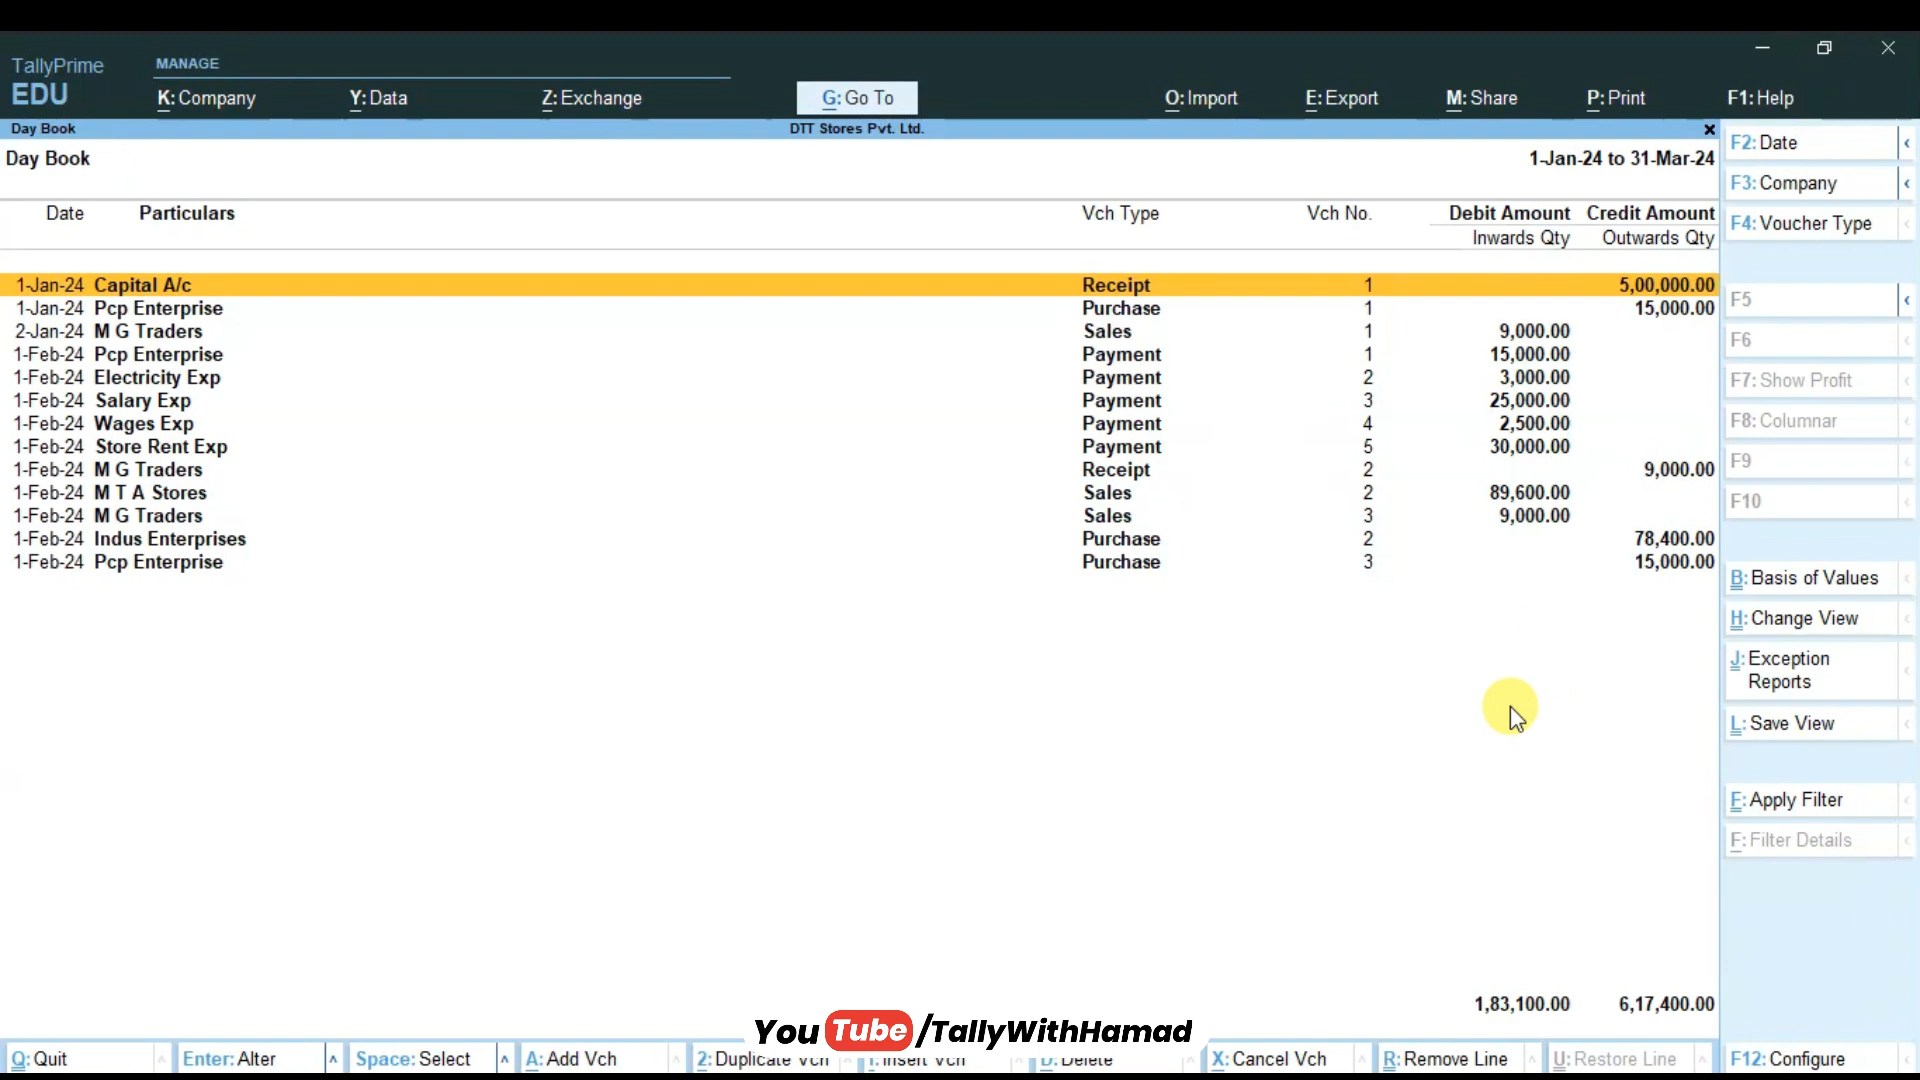 TallyPrime
EDU
MANAGE
K: Company Y: Data Z: Exchange G: Go To O: Import E: Export M: Share P: Print F1: Help
Day Book DTT Stores Pvt. Ltd.
Day Book 1-Jan-24 to 31-Mar-24
Date Particulars Vch Type Vch No. Debit Amount Credit Amount
Inwards Qty Outwards Qty
1-Jan-24 Capital A/c Receipt 1 5,00,000.00
1-Jan-24 Pcp Enterprise Purchase 1 15,000.00
2-Jan-24 M G Traders Sales 1 9,000.00
1-Feb-24 Pcp Enterprise Payment 1 15,000.00
1-Feb-24 Electricity Exp Payment 2 3,000.00
1-Feb-24 Salary Exp Payment 3 25,000.00
1-Feb-24 Wages Exp Payment 4 2,500.00
1-Feb-24 Store Rent Exp Payment 5 30,000.00
1-Feb-24 M G Traders Receipt 2 9,000.00
1-Feb-24 M T A Stores Sales 2 89,600.00
1-Feb-24 M G Traders Sales 3 9,000.00
1-Feb-24 Indus Enterprises Purchase 2 78,400.00
1-Feb-24 Pcp Enterprise Purchase 3 15,000.00
1,83,100.00 6,17,400.00
F2: Date
F3: Company
F4: Voucher Type
F5
F6
F7: Show Profit
F8: Columnar
F9
F10
B: Basis of Values
H: Change View
J: Exception
Reports
L: Save View
F: Apply Filter
F: Filter Details
YouTube/TallyWithHamad
Q: Quit Enter: Alter Space: Select A: Add Vch 2: Duplicate Vch I: Insert Vch D: Delete X: Cancel Vch R: Remove Line U: Restore Line F12: Configure